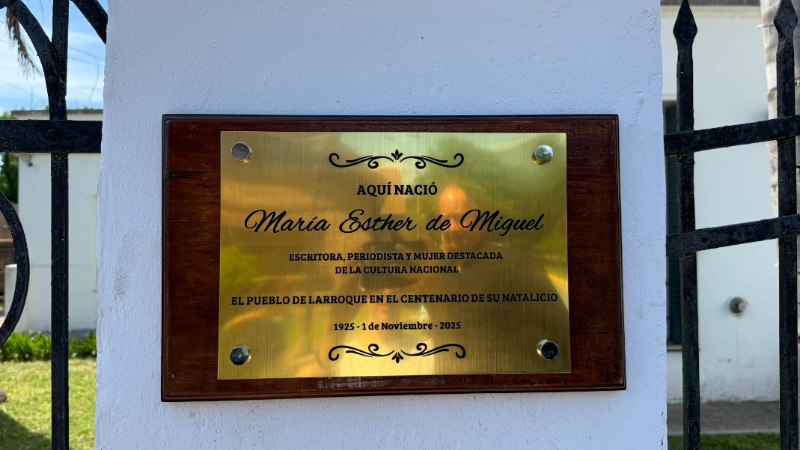 AQUÍ NACIÓ
María Esther de Miguel
ESCRITORA, PERIODISTA Y MUJER DESTACADA
DE LA CULTURA NACIONAL
EL PUEBLO DE LARROQUE EN EL CENTENARIO DE SU NATALICIO
1925 - 1 de Noviembre - 2025